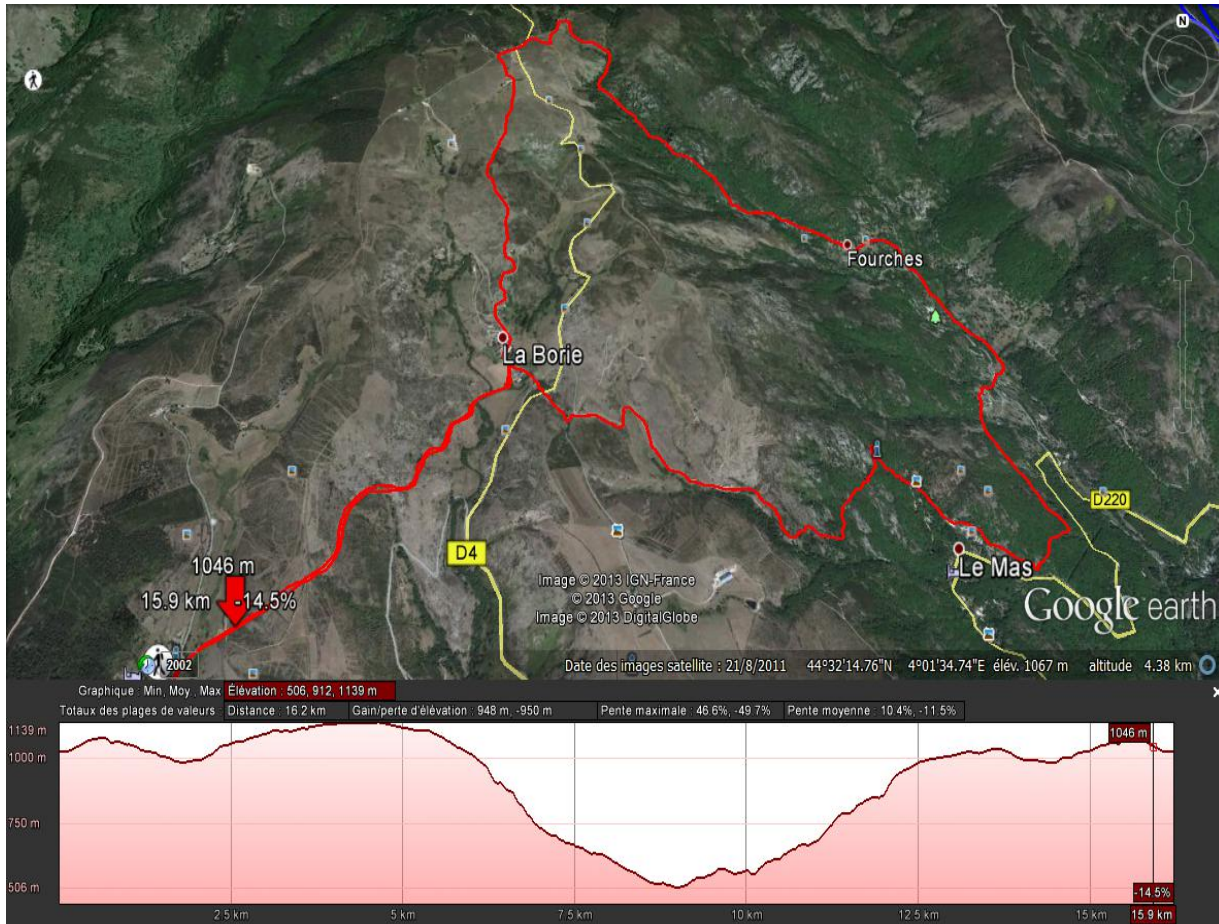 N
Fourches
La Borie
D220
D4
Le Mas
1046 m
15.9 km -14.5%
Image © 2013 IGN-France
© 2013 Google
Image © 2013 DigitalGlobe
Google earth
2002
Date des images satellite : 21/8/2011 44°32'14.76"N 4°01'34.74"E élév. 1067 m altitude 4.38 km
Graphique : Min, Moy, Max Élévation : 506, 912, 1139 m
Totaux des plages de valeurs : Distance : 16.2 km Gain/perte d'élévation : 948 m, -950 m Pente maximale : 46.6%, -49.7% Pente moyenne : 10.4%, -11.5%
1139 m
1046 m
1000 m
750 m
506 m
-14.5%
2.5 km 5 km 7.5 km 10 km 12.5 km 15 km 15.9 km